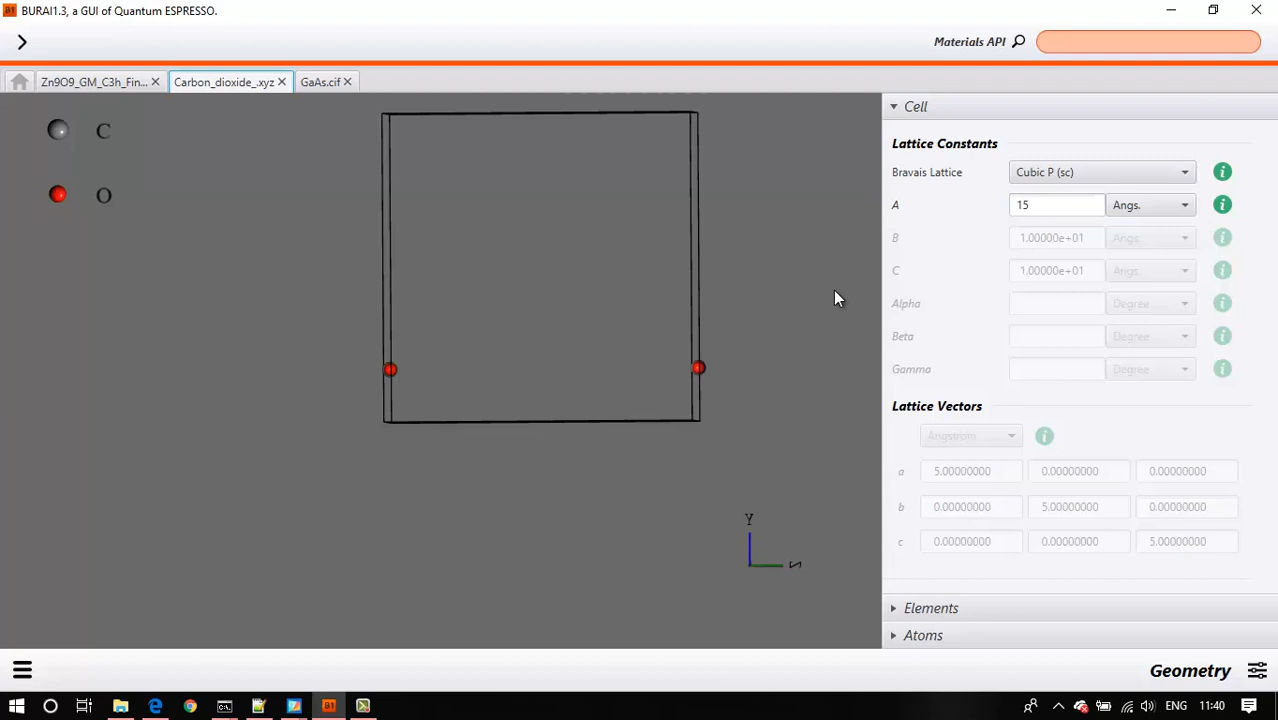 BURAI1.3, a GUI of Quantum ESPRESSO.
Materials API
Zn9O9_GM_C3h_Fin...
Carbon_dioxide_.xyz
GaAs.cif
C
O
Y
Z
Cell
Lattice Constants
Bravais Lattice Cubic P (sc)
A 15 Angs.
B 1.00000e+01 Angs.
C 1.00000e+01 Angs.
Alpha Degree
Beta Degree
Gamma Degree
Lattice Vectors
Angstrom
a 5.00000000 0.00000000 0.00000000
b 0.00000000 5.00000000 0.00000000
c 0.00000000 0.00000000 5.00000000
Elements
Atoms
Geometry
B1
ENG 11:40